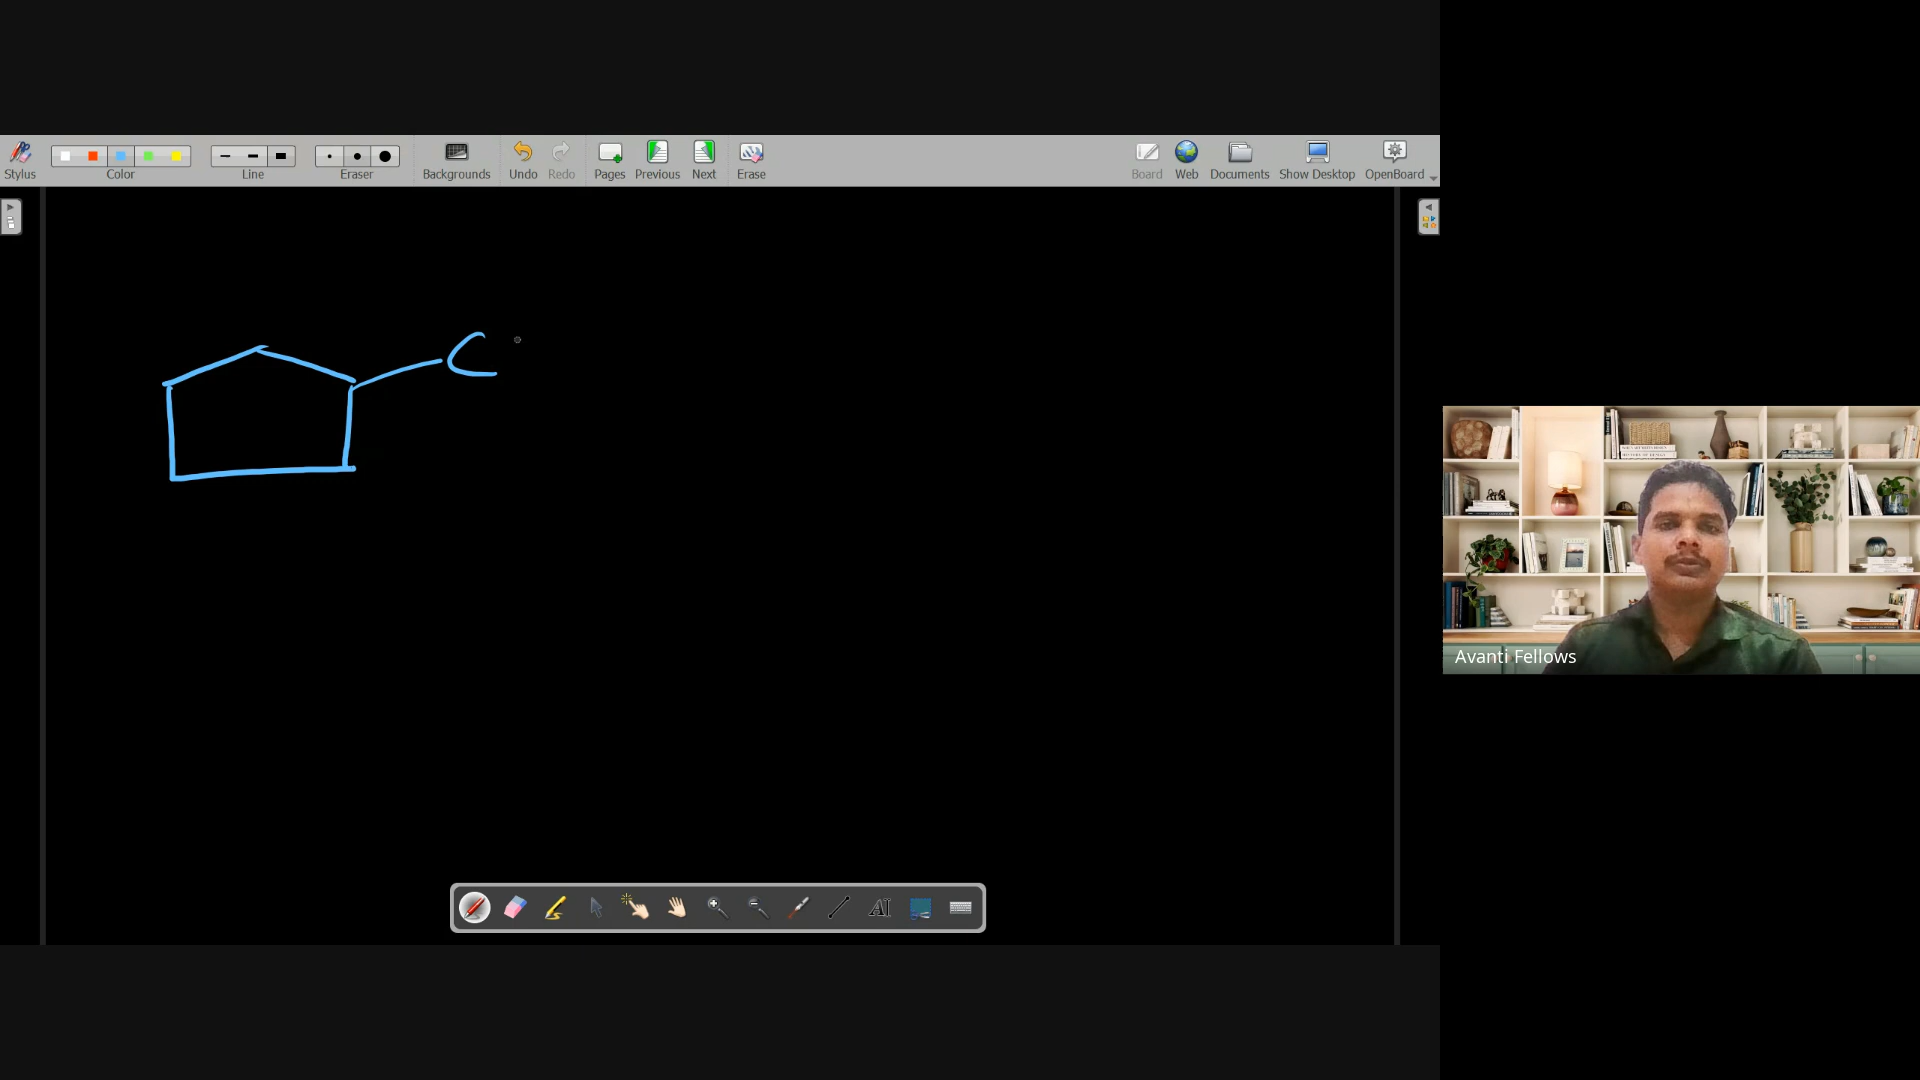 Stylus
Color
Line
Eraser
Backgrounds
Undo
Redo
Pages
Previous
Next
Erase
Board
Web
Documents
Show Desktop
OpenBoard
C
AI
Avanti Fellows